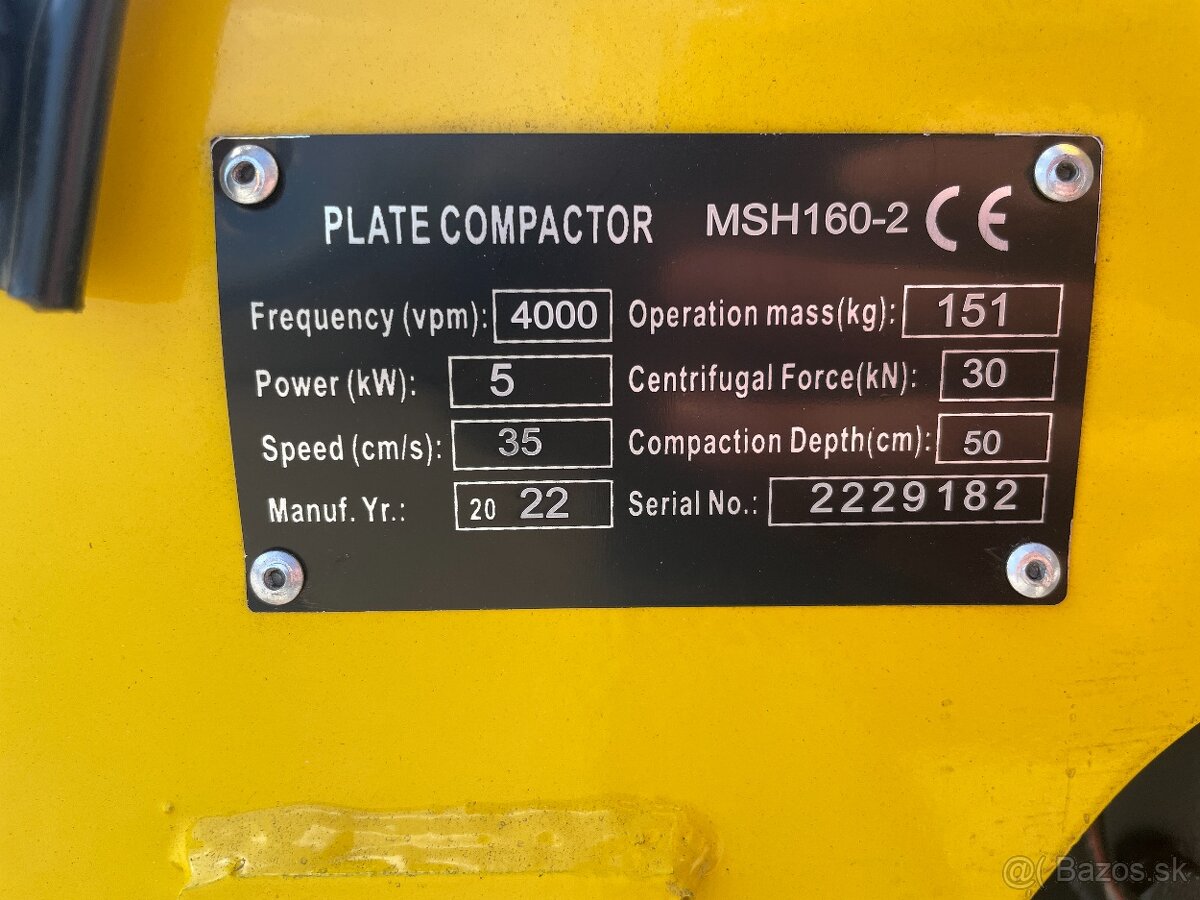 PLATE COMPACTOR MSH160-2 CE
Frequency (vpm): 4000 Operation mass(kg): 151
Power (kW): 5 Centrifugal Force(kN): 30
Speed (cm/s): 35 Compaction Depth(cm): 50
Manuf. Yr.: 20 22 Serial No.: 2229182
Bazos.sk